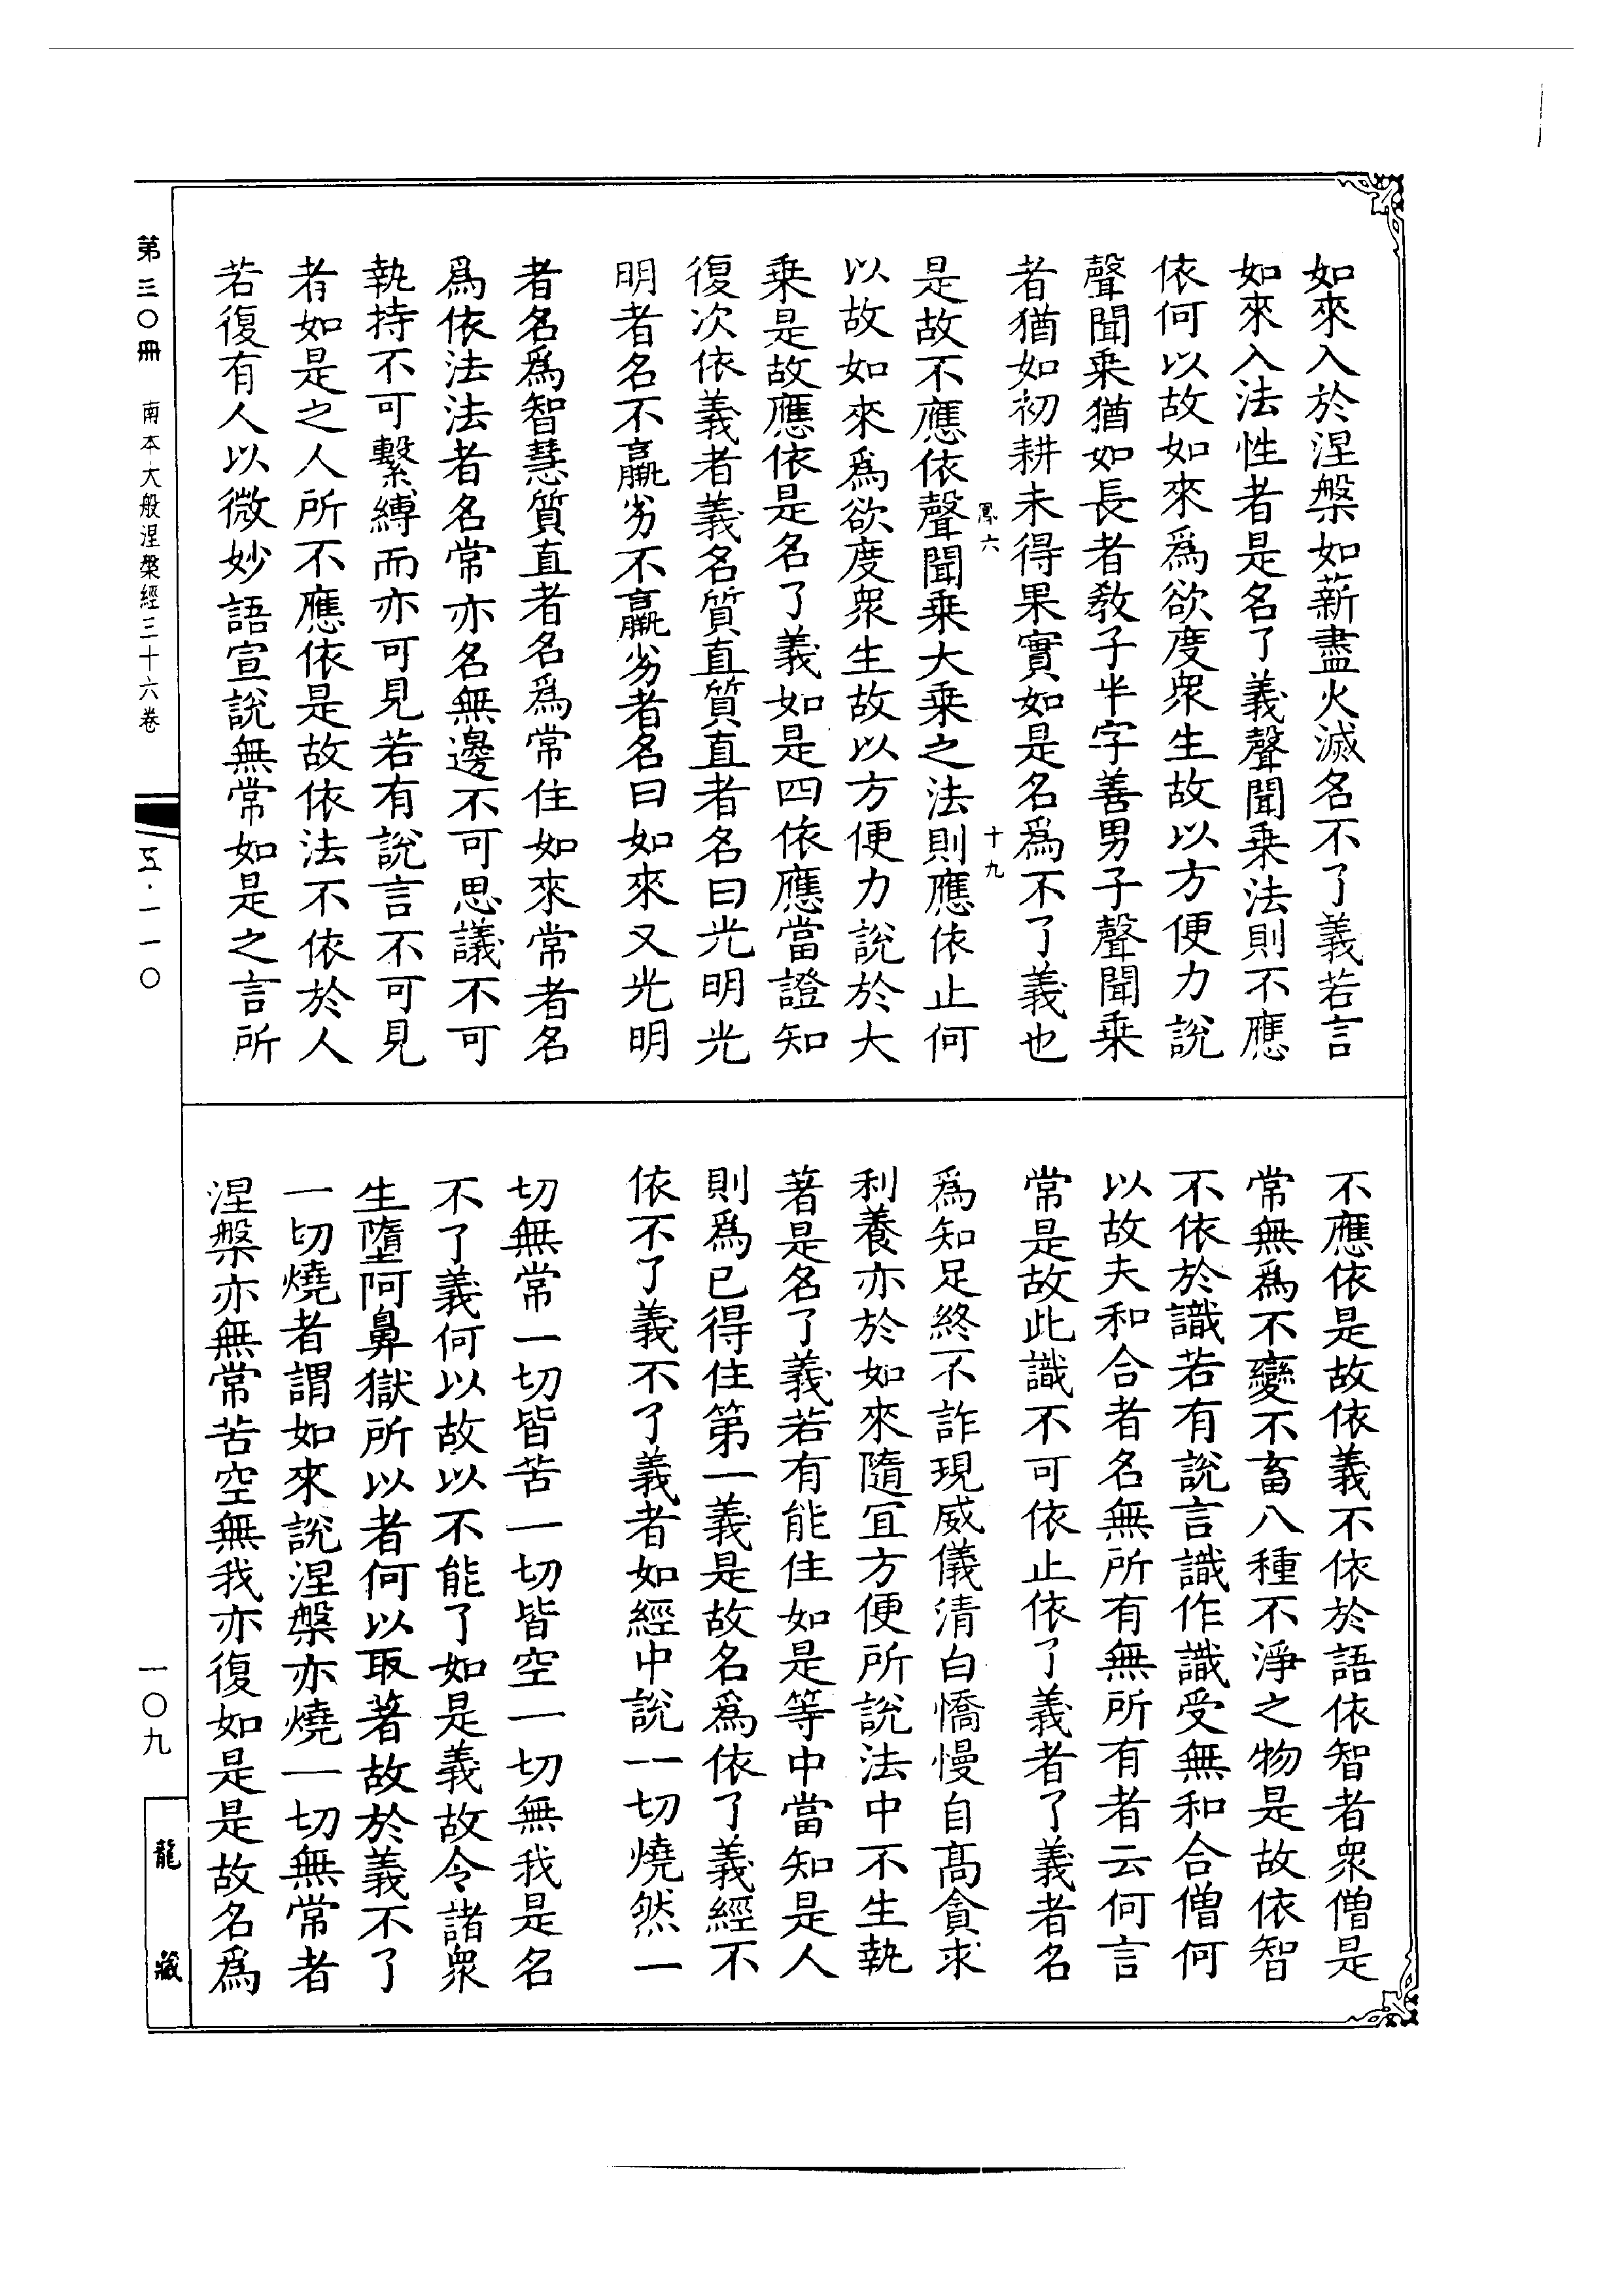 如來入於涅槃如薪盡火滅名不了義若言
如來入法性者是名了義聲聞乗法則不應
依何以故如來爲欲度衆生故以方便力說
聲聞乗猶如長者敎子半字善男子聲聞乗
者猶如初耕未得果實如是名爲不了義也
鳳六
十九
是故不應依聲聞乗大乗之法則應依止何
以故如來爲欲度衆生故以方便力說於大
乗是故應依是名了義如是四依應當證知
復次依義者義名質直質直者名曰光明光
明者名不羸劣不羸劣者名曰如來又光明
者名爲智慧質直者名爲常住如來常者名
爲依法法者名常亦名無邊不可思議不可
執持不可繫縛而亦可見若有說言不可見
者如是之人所不應依是故依法不依於人
若復有人以微妙語宣說無常如是之言所
不應依是故依義不依於語依智者衆僧是
常無爲不變不畜八種不淨之物是故依智
不依於識若有說言識作識受無和合僧何
以故夫和合者名無所有無所有者云何言
常是故此識不可依止依了義者了義者名
爲知足終不詐現威儀清白憍慢自髙貪求
利養亦於如來隨宜方便所說法中不生執
著是名了義若有能住如是等中當知是人
則爲已得住第一義是故名爲依了義經不
依不了義不了義者如經中說一切燒然一
切無常一切皆苦一切皆空一切無我是名
不了義何以故以不能了如是義故令諸衆
生墮阿鼻獄所以者何以取著故於義不了
一切燒者謂如來說涅槃亦燒一切無常者
涅槃亦無常苦空無我亦復如是是故名爲
第三〇冊 南本大般涅槃經三十六卷
五·一一〇
一〇九
龍藏